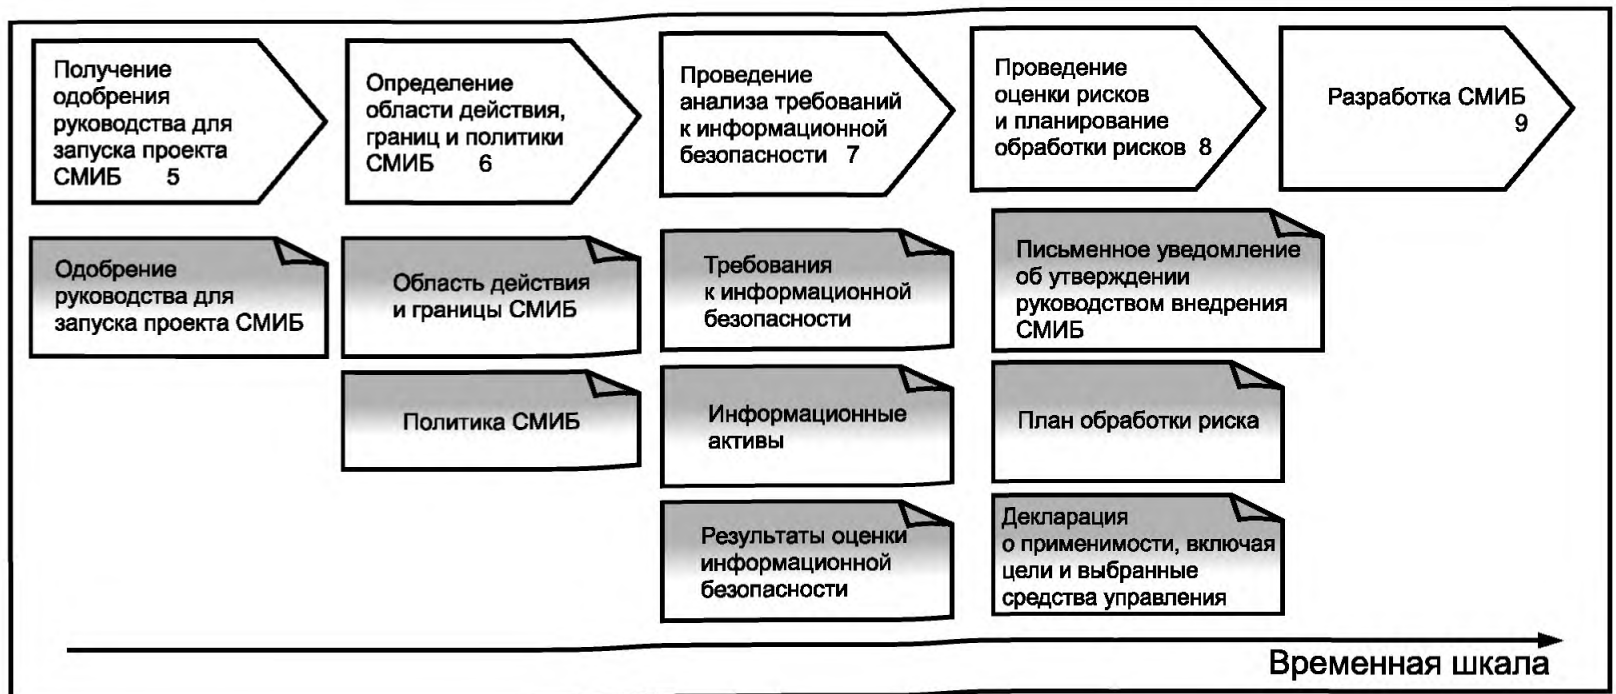 Получение
одобрения
руководства для
запуска проекта
СМИБ 5
Определение
области действия,
границ и политики
СМИБ 6
Проведение
анализа требований
к информационной
безопасности 7
Проведение
оценки рисков
и планирование
обработки рисков 8
Разработка СМИБ
9
Одобрение
руководства для
запуска проекта СМИБ
Область действия
и границы СМИБ
Политика СМИБ
Требования
к информационной
безопасности
Информационные
активы
Результаты оценки
информационной
безопасности
Письменное уведомление
об утверждении
руководством внедрения
СМИБ
План обработки риска
Декларация
о применимости, включая
цели и выбранные
средства управления
Временная шкала